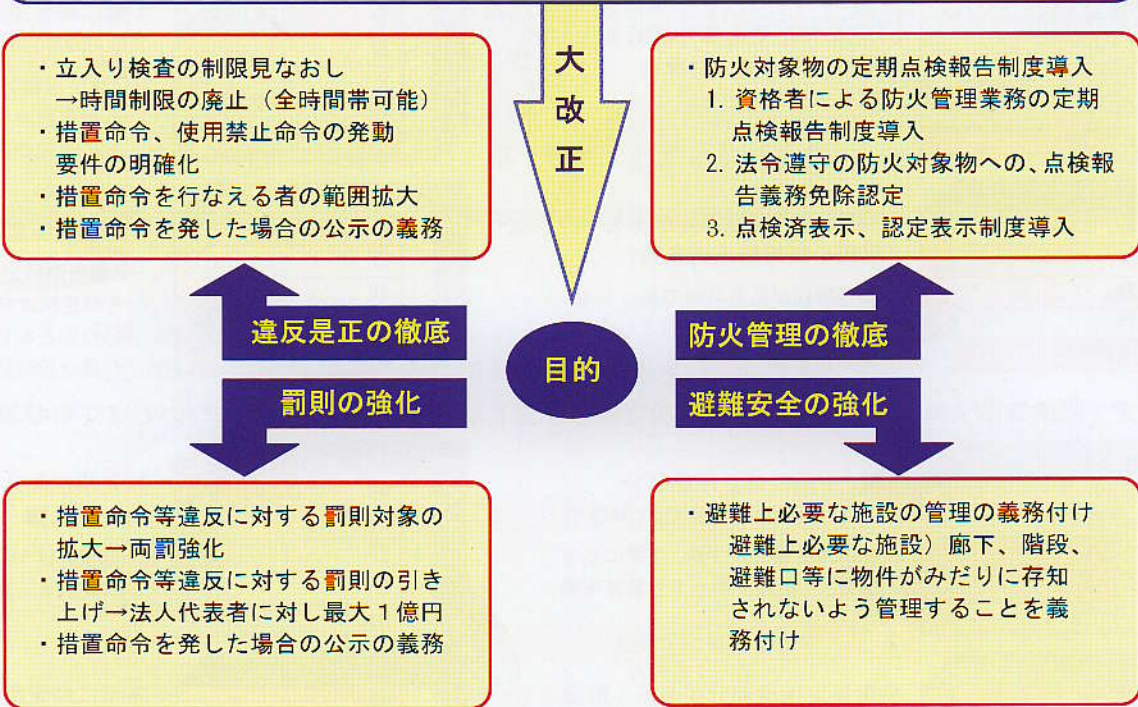 大改正
・立入り検査の制限見なおし
→時間制限の廃止（全時間帯可能）
・措置命令、使用禁止命令の発動
要件の明確化
・措置命令を行なえる者の範囲拡大
・措置命令を発した場合の公示の義務
・防火対象物の定期点検報告制度導入
1. 資格者による防火管理業務の定期
点検報告制度導入
2. 法令遵守の防火対象物への、点検報
告義務免除認定
3. 点検済表示、認定表示制度導入
違反是正の徹底
防火管理の徹底
目的
罰則の強化
避難安全の強化
・措置命令等違反に対する罰則対象の
拡大→両罰強化
・措置命令等違反に対する罰則の引き
上げ→法人代表者に対し最大１億円
・措置命令を発した場合の公示の義務
・避難上必要な施設の管理の義務付け
避難上必要な施設）廊下、階段、
避難口等に物件がみだりに存知
されないよう管理することを義
務付け